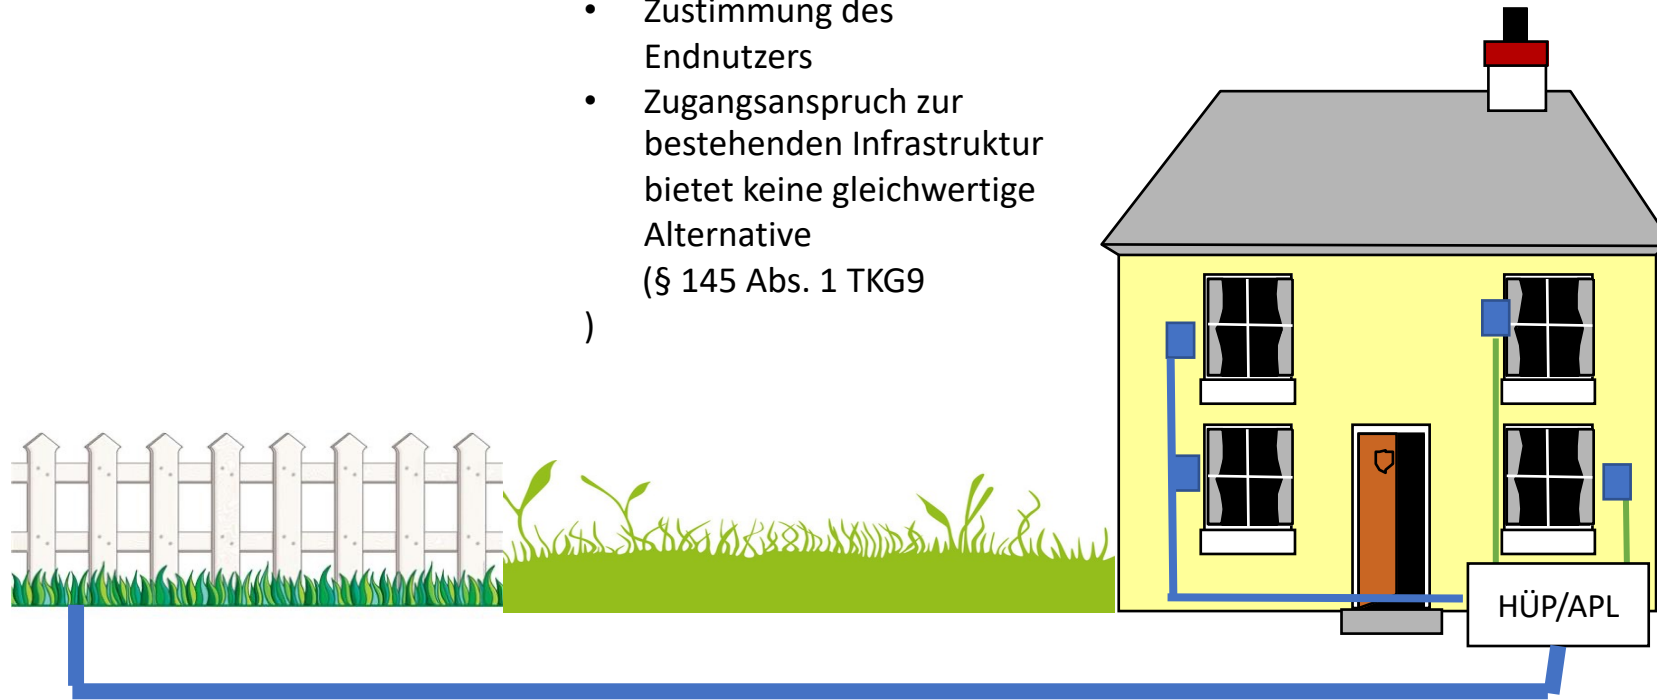 • Zustimmung des
Endnutzers
• Zugangsanspruch zur
bestehenden Infrastruktur
bietet keine gleichwertige
Alternative
(§ 145 Abs. 1 TKG9
)
HÜP/APL